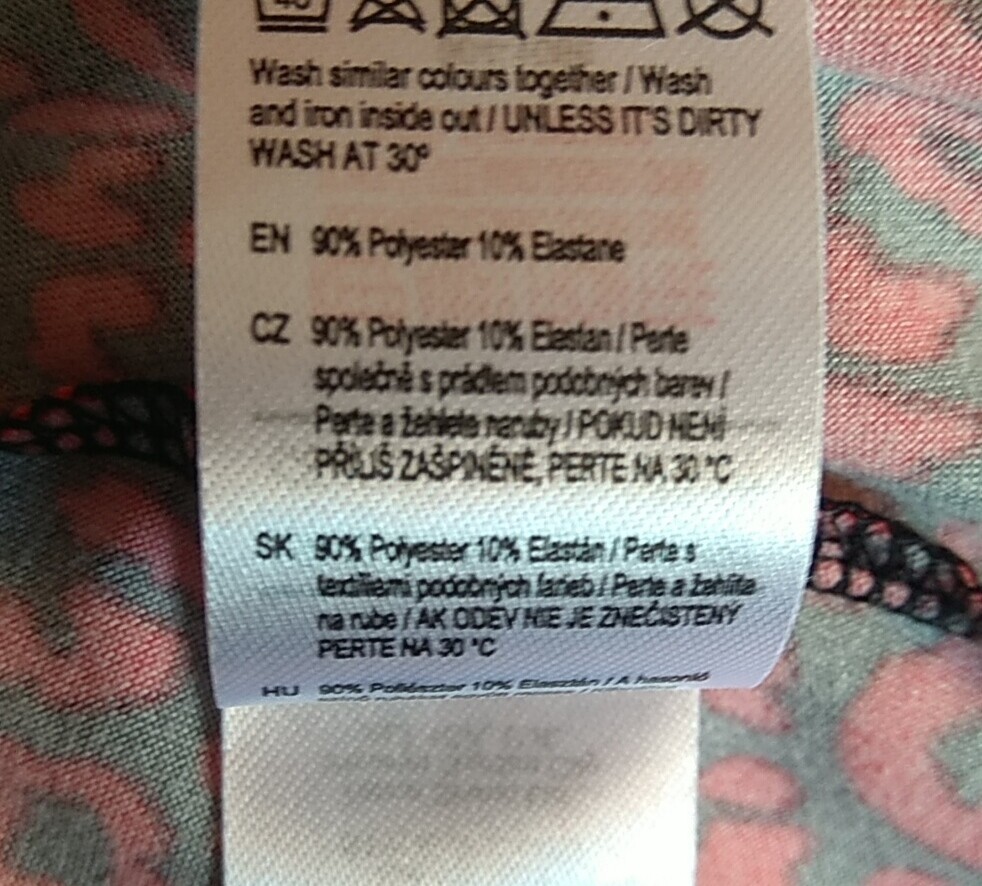 40
Wash similar colours together / Wash
and iron inside out / UNLESS IT'S DIRTY
WASH AT 30°
EN 90% Polyester 10% Elastane
CZ 90% Polyester 10% Elastan / Perte
společně s prádlem podobných barev /
Perte a žehlete naruby / POKUD NENÍ
PŘÍLIŠ ZAŠPINĚNÉ, PERTE NA 30 °C
SK 90% Polyester 10% Elastán / Perte s
textíliami podobných farieb / Perte a žehlite
na rube / AK ODEV NIE JE ZNEČISTENÝ
PERTE NA 30 °C
HU 90% Poliészter 10% Elasztán / A hasonló